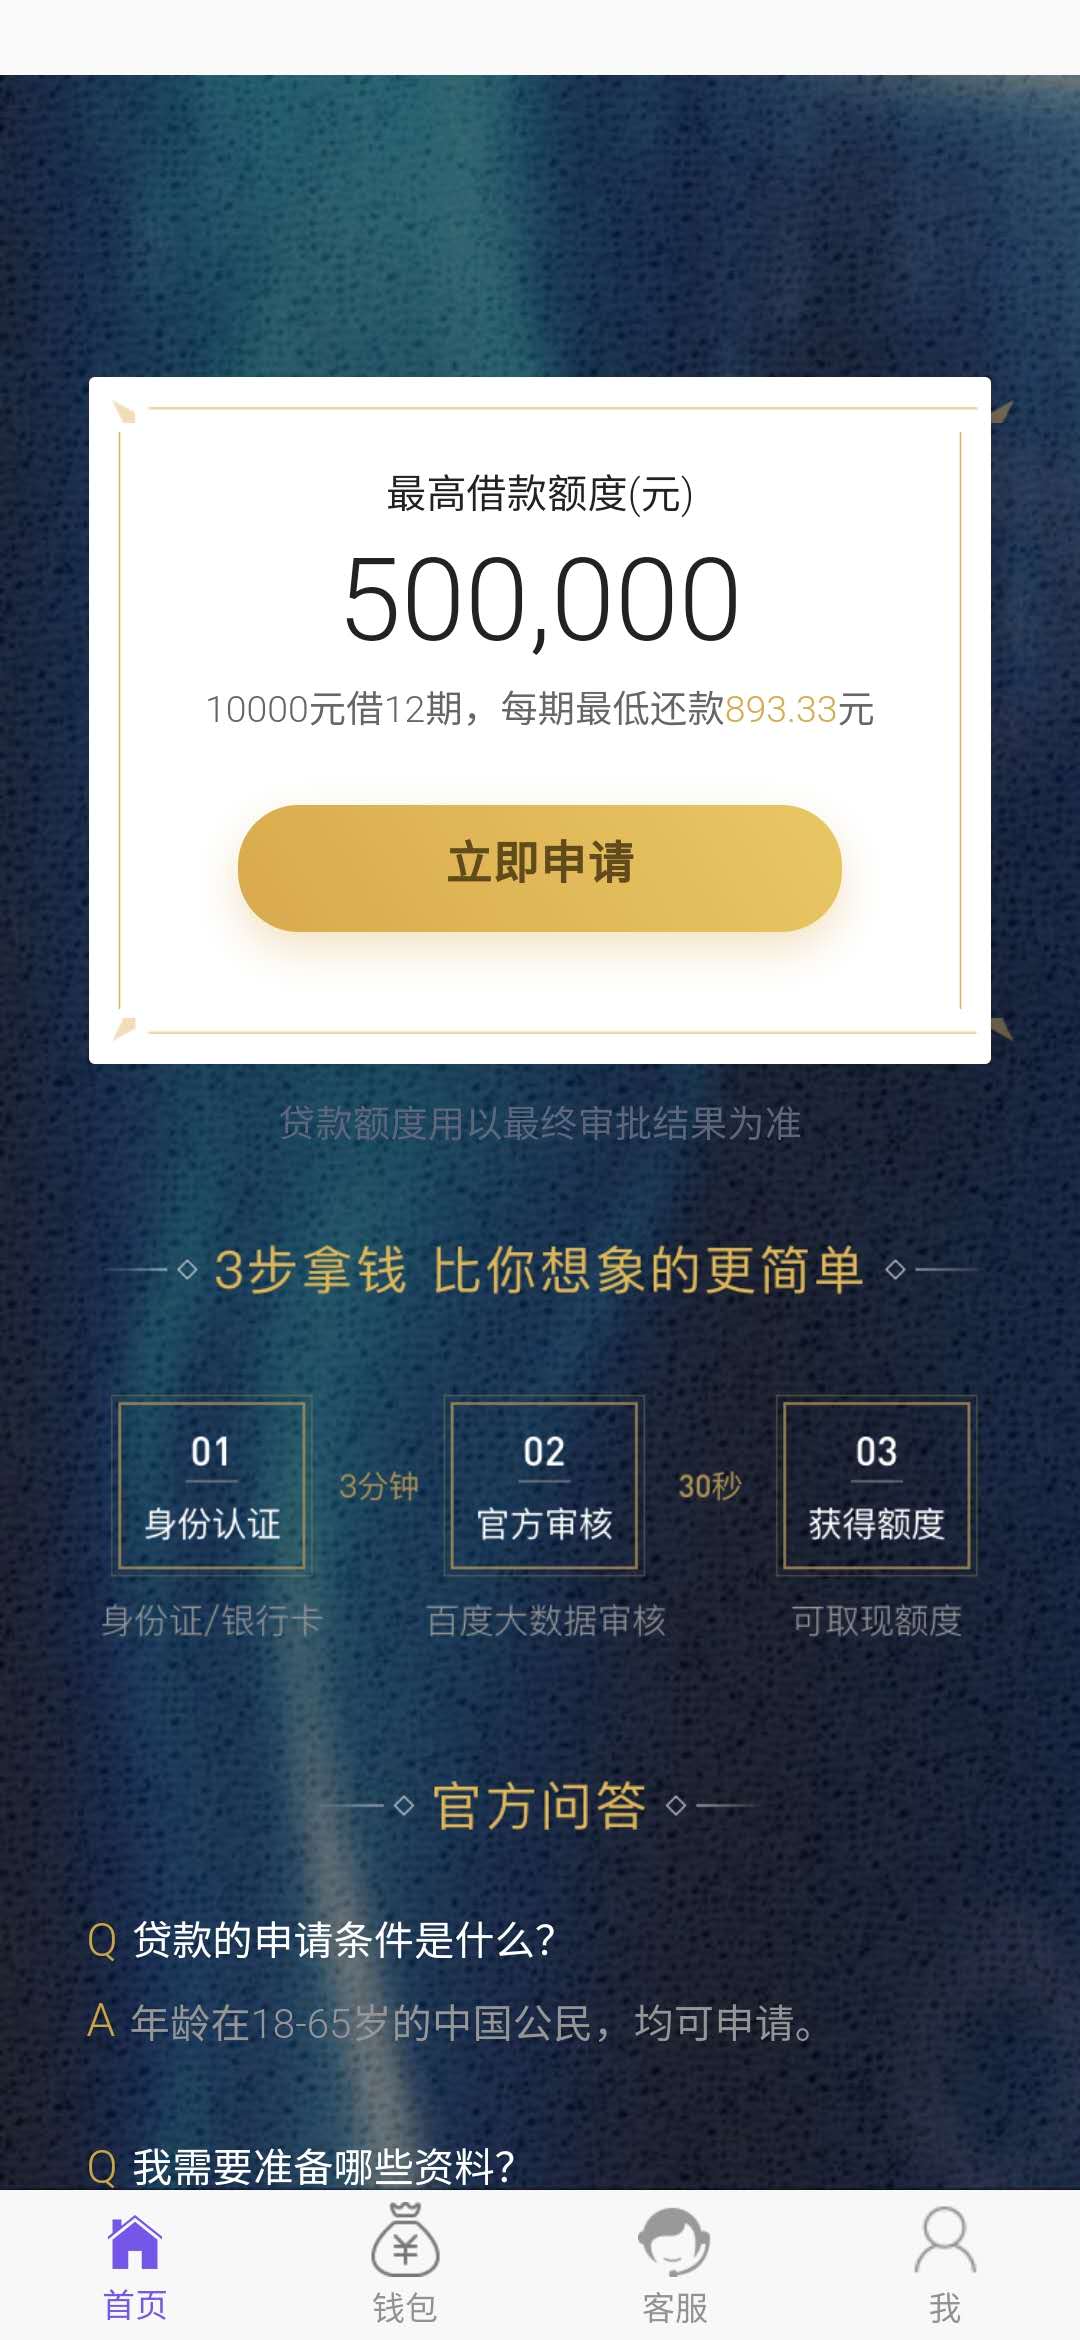 最高借款额度(元)
500,000
10000元借12期，每期最低还款893.33元
立即申请
贷款额度用以最终审批结果为准
3步拿钱 比你想象的更简单
01
身份认证
3分钟
02
官方审核
30秒
03
获得额度
身份证/银行卡
百度大数据审核
可取现额度
官方问答
Q 贷款的申请条件是什么？
A 年龄在18-65岁的中国公民，均可申请。
Q 我需要准备哪些资料？
首页
钱包
客服
我